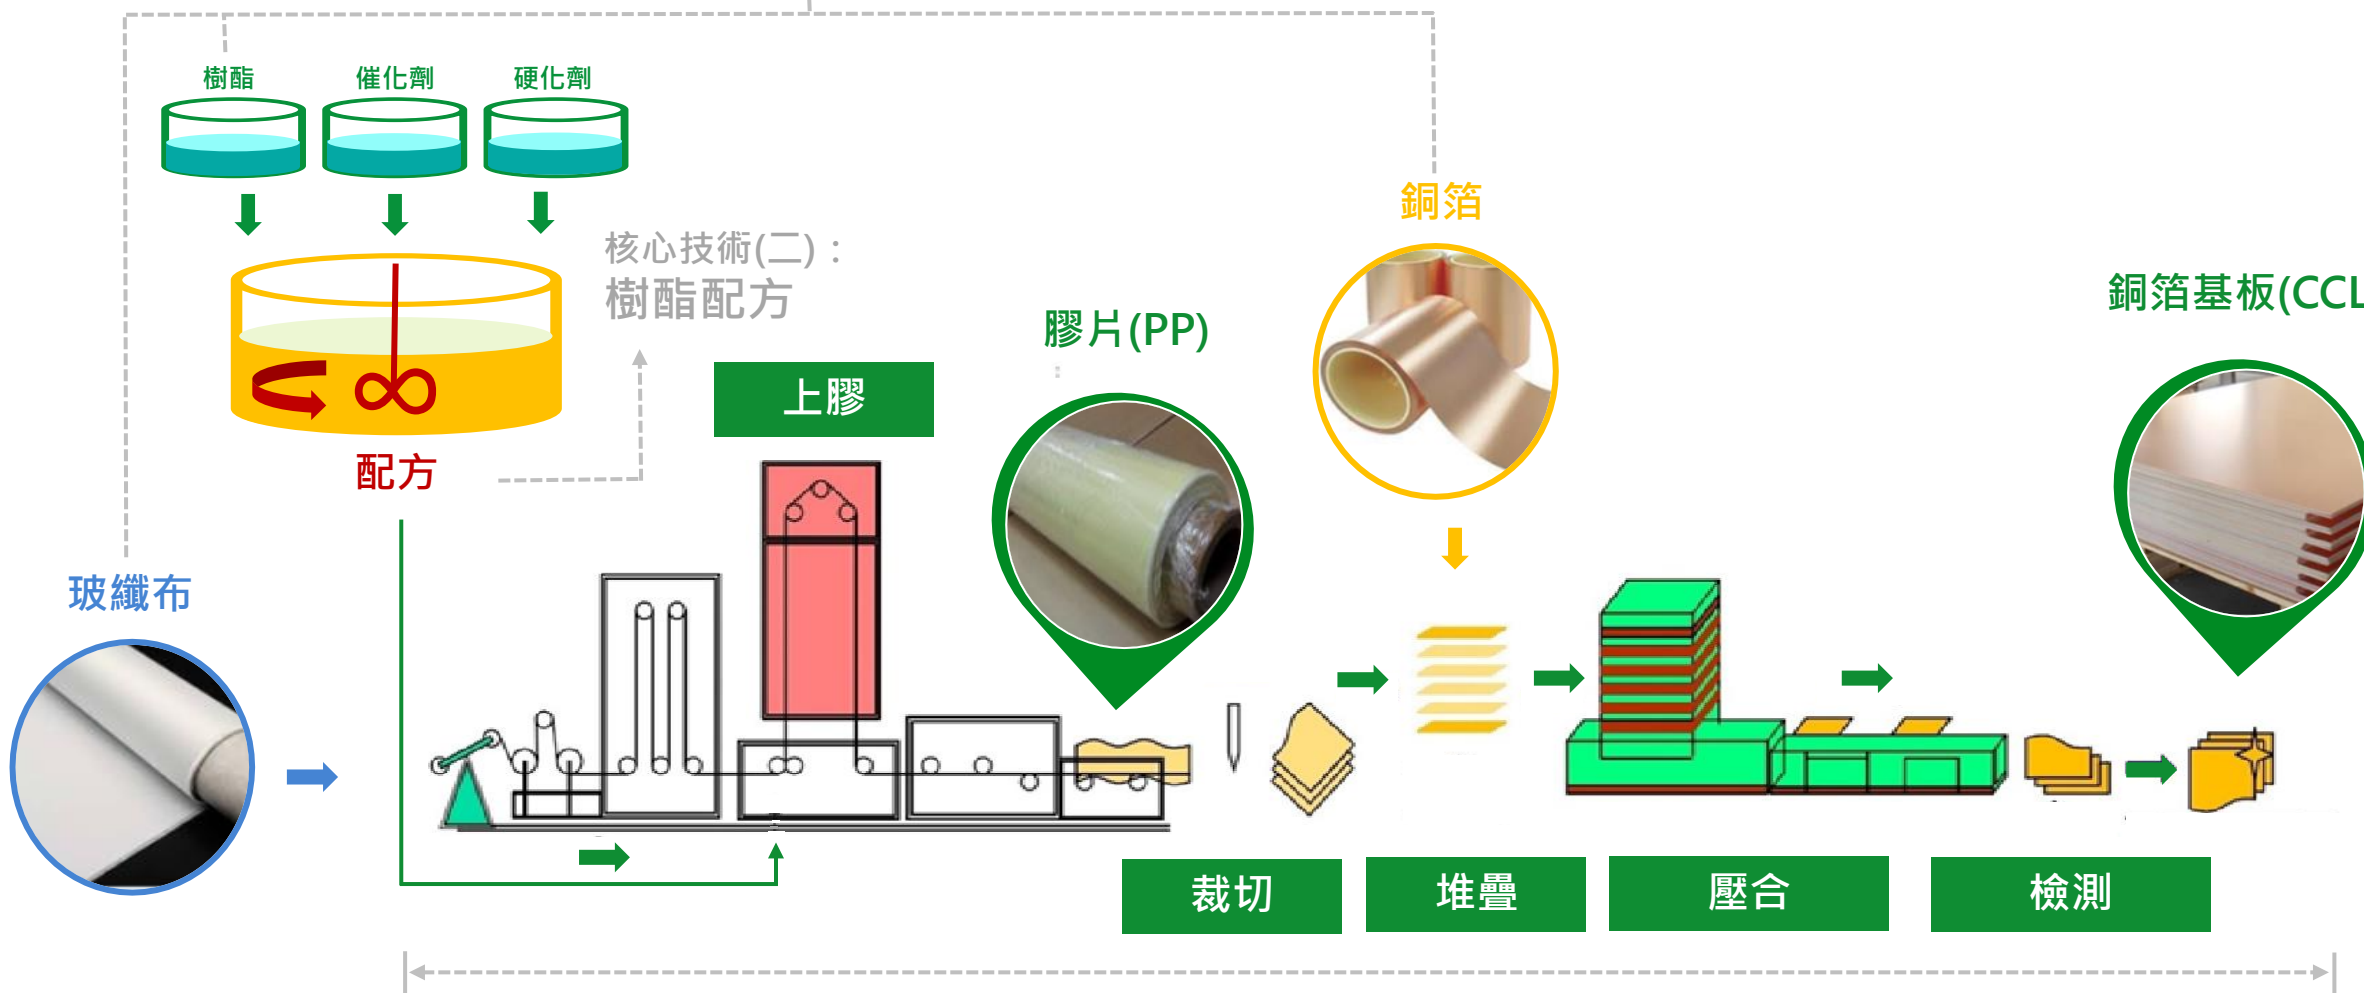 樹酯
催化劑
硬化劑
銅箔
核心技術(二)：
樹酯配方
銅箔基板(CCL
膠片(PP)
上膠
配方
玻纖布
裁切
堆疊
壓合
檢測